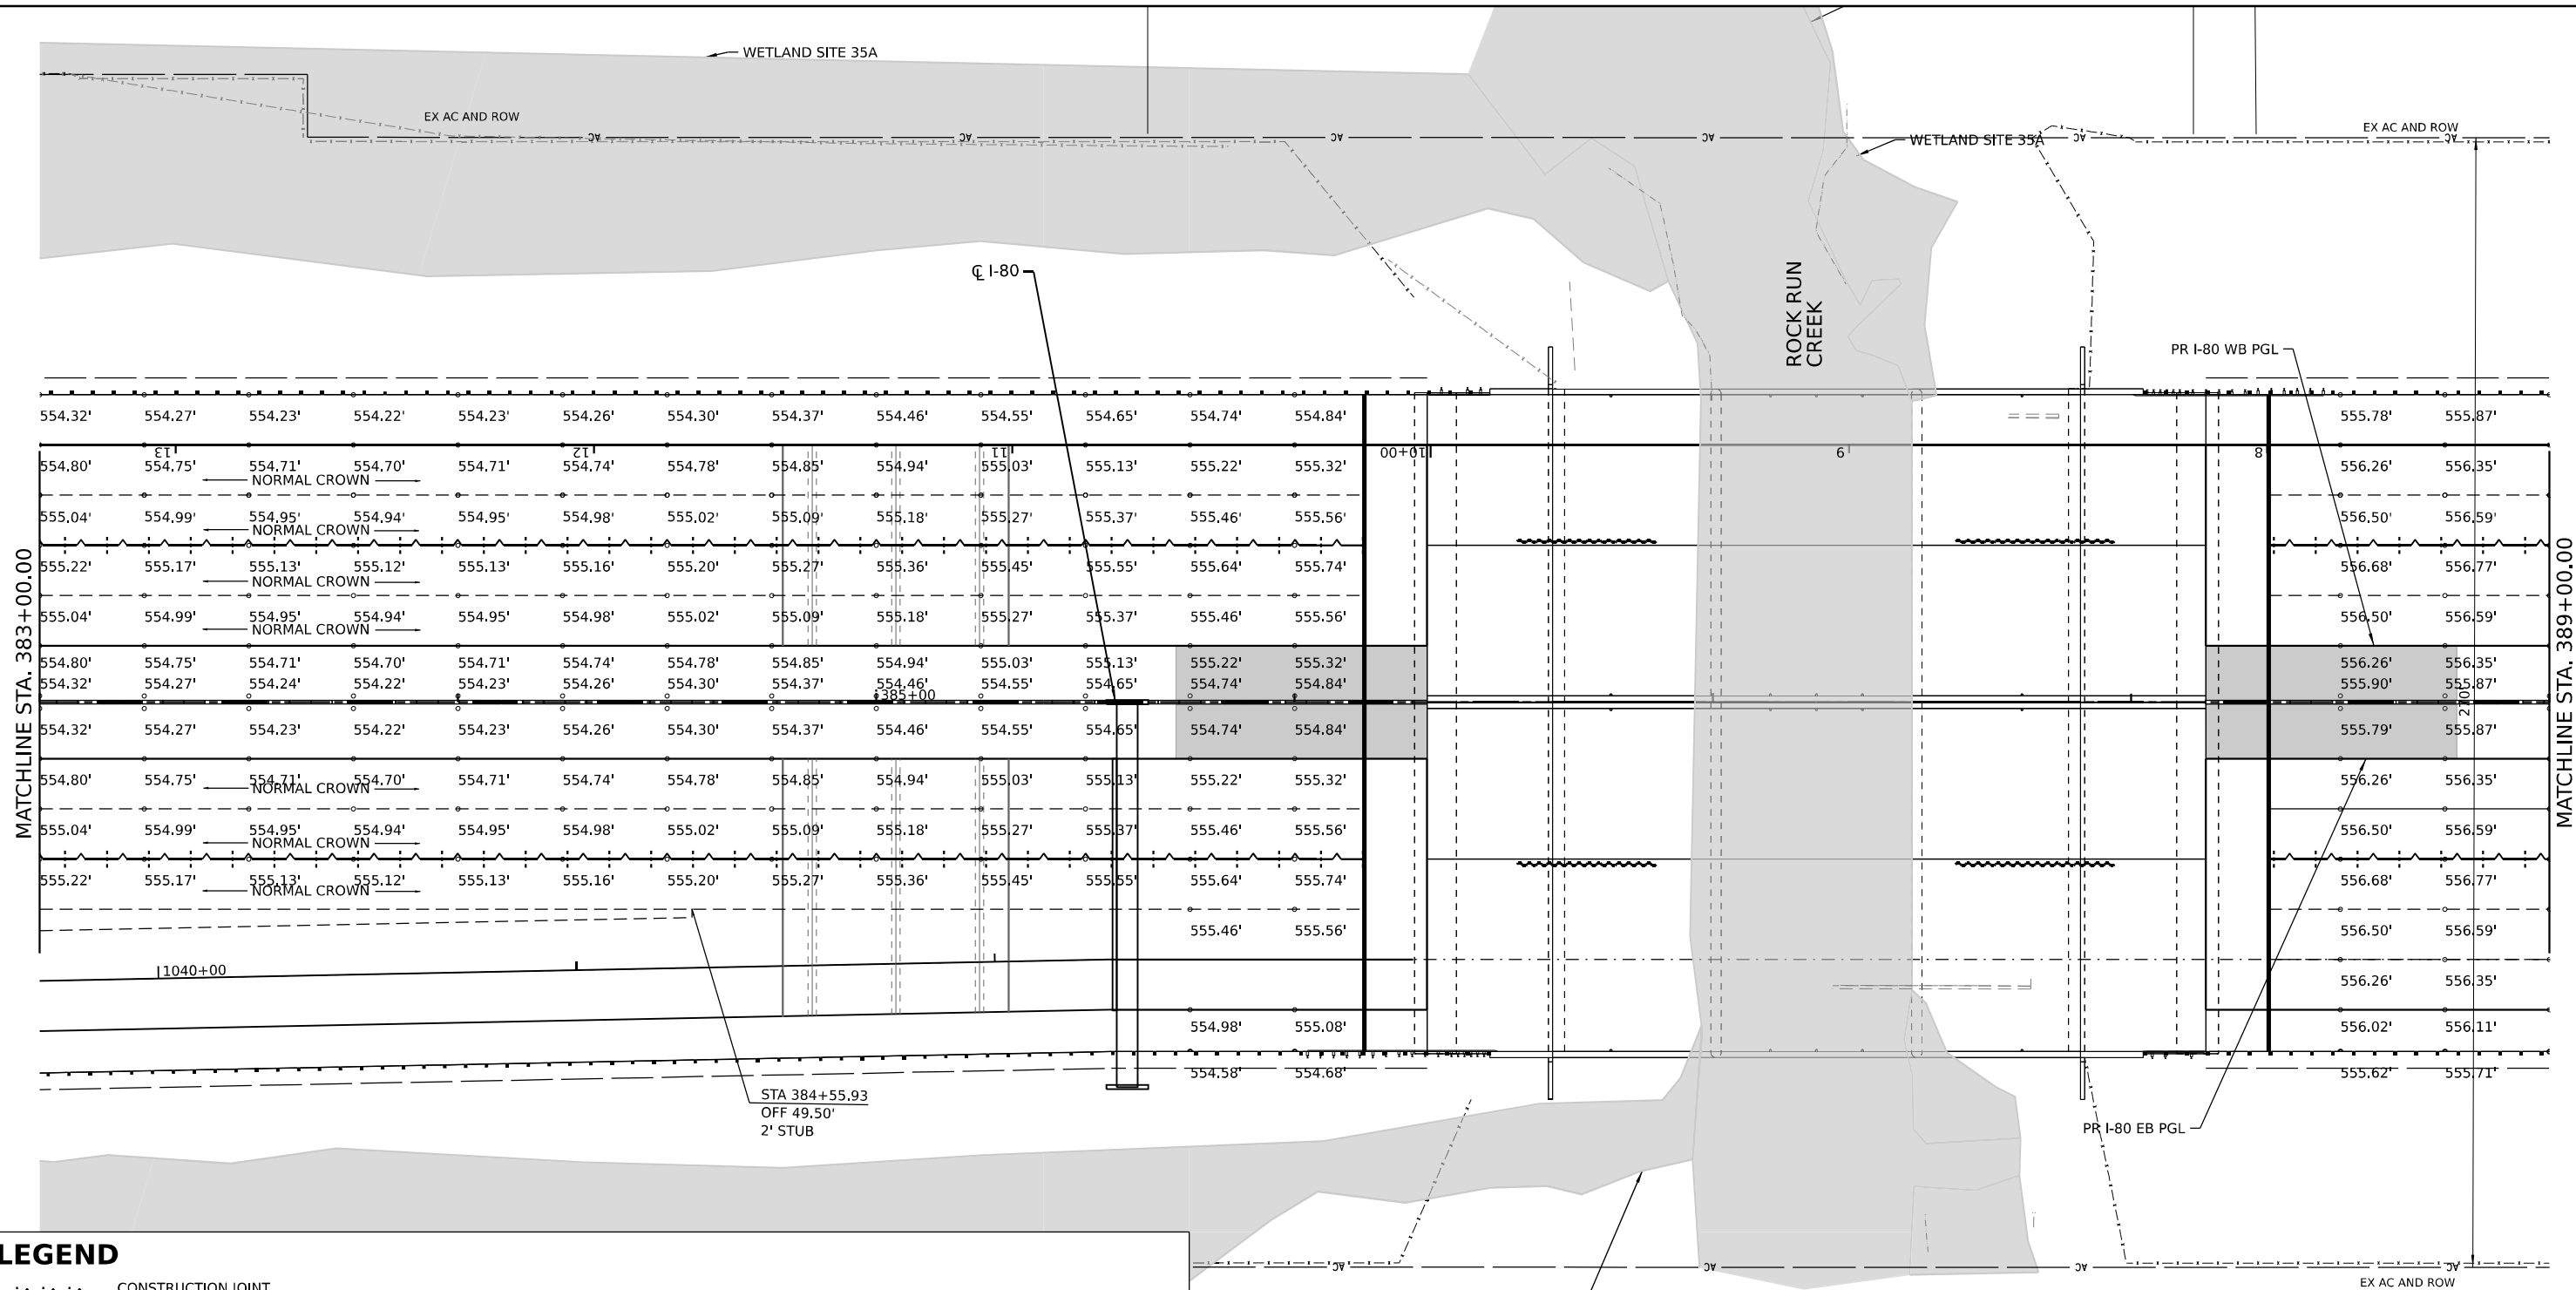 WETLAND SITE 35A
EX AC AND ROW
AC AC AC AC AC AC
WETLAND SITE 35A
EX AC AND ROW
℄ I-80
ROCK RUN
CREEK
PR I-80 WB PGL
554.32' 554.27' 554.23' 554.22' 554.23' 554.26' 554.30' 554.37' 554.46' 554.55' 554.65' 554.74' 554.84' 555.78' 555.87'
13 12 11 10+00 9 8
554.80' 554.75' 554.71' 554.70' 554.71' 554.74' 554.78' 554.85' 554.94' 555.03' 555.13' 555.22' 555.32' 556.26' 556.35'
NORMAL CROWN
555.04' 554.99' 554.95' 554.94' 554.95' 554.98' 555.02' 555.09' 555.18' 555.27' 555.37' 555.46' 555.56' 556.50' 556.59'
NORMAL CROWN
555.22' 555.17' 555.13' 555.12' 555.13' 555.16' 555.20' 555.27' 555.36' 555.45' 555.55' 555.64' 555.74' 556.68' 556.77'
NORMAL CROWN
555.04' 554.99' 554.95' 554.94' 554.95' 554.98' 555.02' 555.09' 555.18' 555.27' 555.37' 555.46' 555.56' 556.50' 556.59'
NORMAL CROWN
MATCHLINE STA. 383+00.00
MATCHLINE STA. 389+00.00
554.80' 554.75' 554.71' 554.70' 554.71' 554.74' 554.78' 554.85' 554.94' 555.03' 555.13' 555.22' 555.32' 556.26' 556.35'
554.32' 554.27' 554.24' 554.22' 554.23' 554.26' 554.30' 554.37' 554.46' 554.55' 554.65' 554.74' 554.84' 555.90' 555.87'
385+00
270'
554.32' 554.27' 554.23' 554.22' 554.23' 554.26' 554.30' 554.37' 554.46' 554.55' 554.65' 554.74' 554.84' 555.79' 555.87'
554.80' 554.75' 554.71' 554.70' 554.71' 554.74' 554.78' 554.85' 554.94' 555.03' 555.13' 555.22' 555.32' 556.26' 556.35'
NORMAL CROWN
555.04' 554.99' 554.95' 554.94' 554.95' 554.98' 555.02' 555.09' 555.18' 555.27' 555.37' 555.46' 555.56' 556.50' 556.59'
NORMAL CROWN
555.22' 555.17' 555.13' 555.12' 555.13' 555.16' 555.20' 555.27' 555.36' 555.45' 555.55' 555.64' 555.74' 556.68' 556.77'
NORMAL CROWN
555.46' 555.56' 556.50' 556.59'
1040+00
556.26' 556.35'
554.98' 555.08' 556.02' 556.11'
554.58' 554.68' 555.62' 555.71'
STA 384+55.93
OFF 49.50'
2' STUB
PR I-80 EB PGL
LEGEND
CONSTRUCTION JOINT
AC AC AC AC
EX AC AND ROW